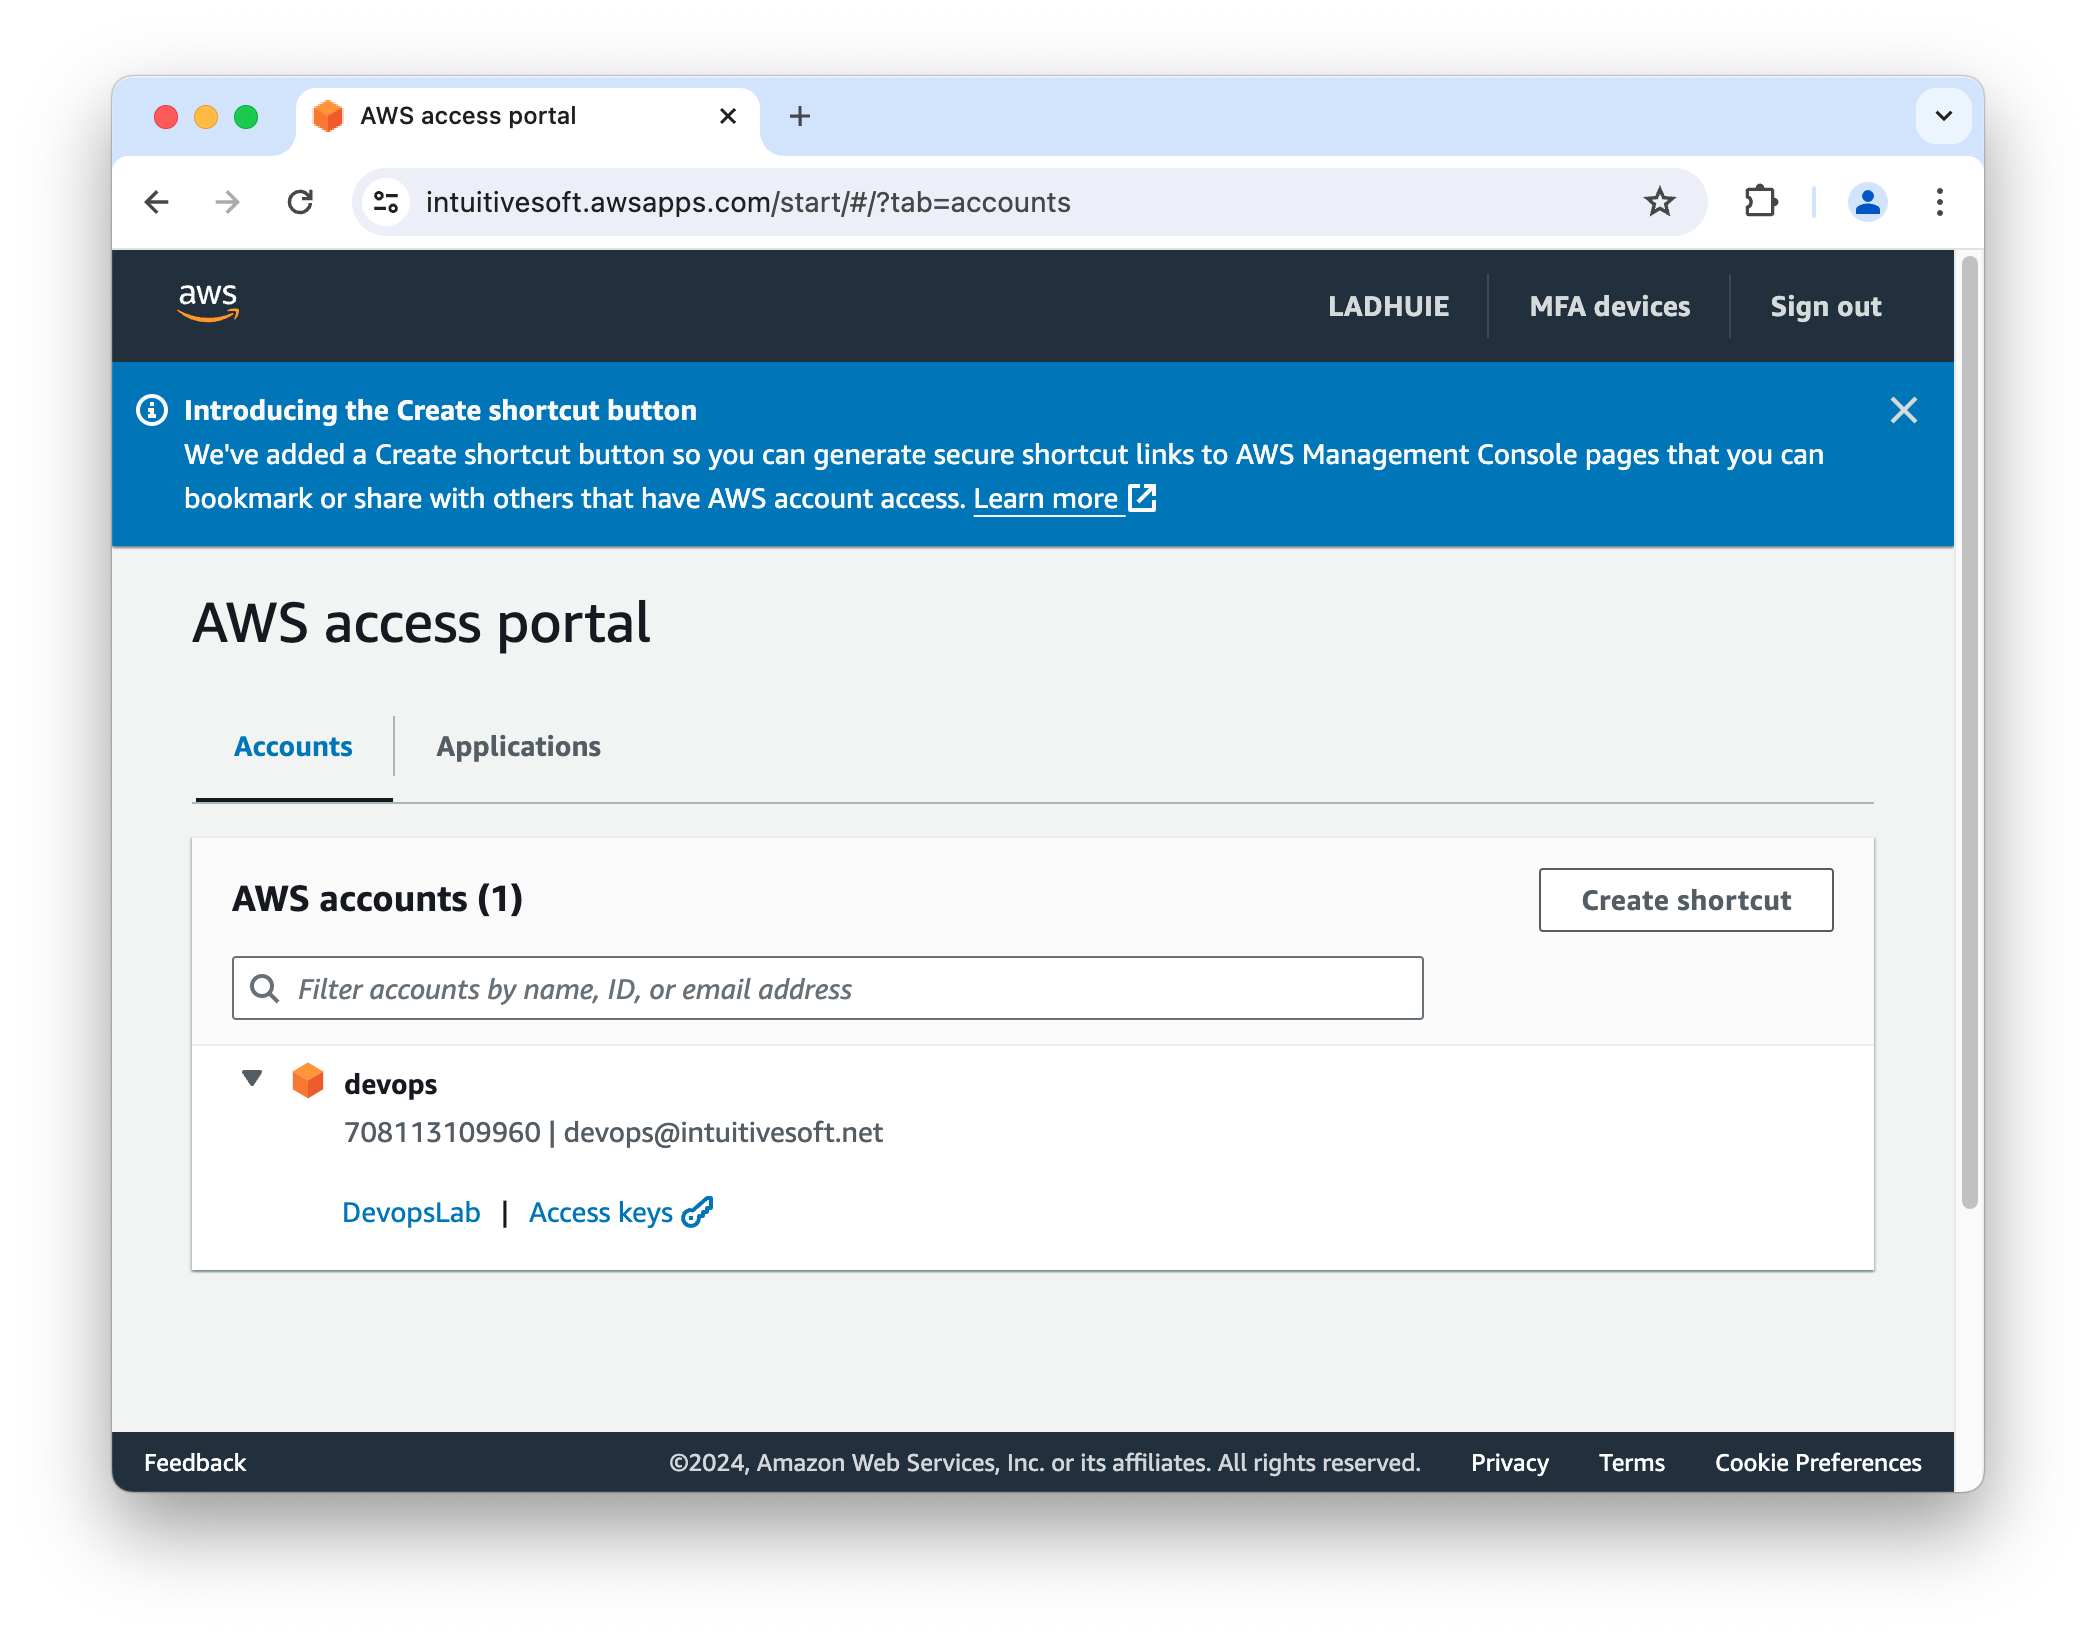 AWS access portal
intuitivesoft.awsapps.com/start/#/?tab=accounts
aws
LADHUIE
MFA devices
Sign out
Introducing the Create shortcut button
We've added a Create shortcut button so you can generate secure shortcut links to AWS Management Console pages that you can
bookmark or share with others that have AWS account access. Learn more
AWS access portal
Accounts
Applications
AWS accounts (1)
Create shortcut
Filter accounts by name, ID, or email address
devops
708113109960 | devops@intuitivesoft.net
DevopsLab | Access keys
Feedback
©2024, Amazon Web Services, Inc. or its affiliates. All rights reserved.
Privacy
Terms
Cookie Preferences